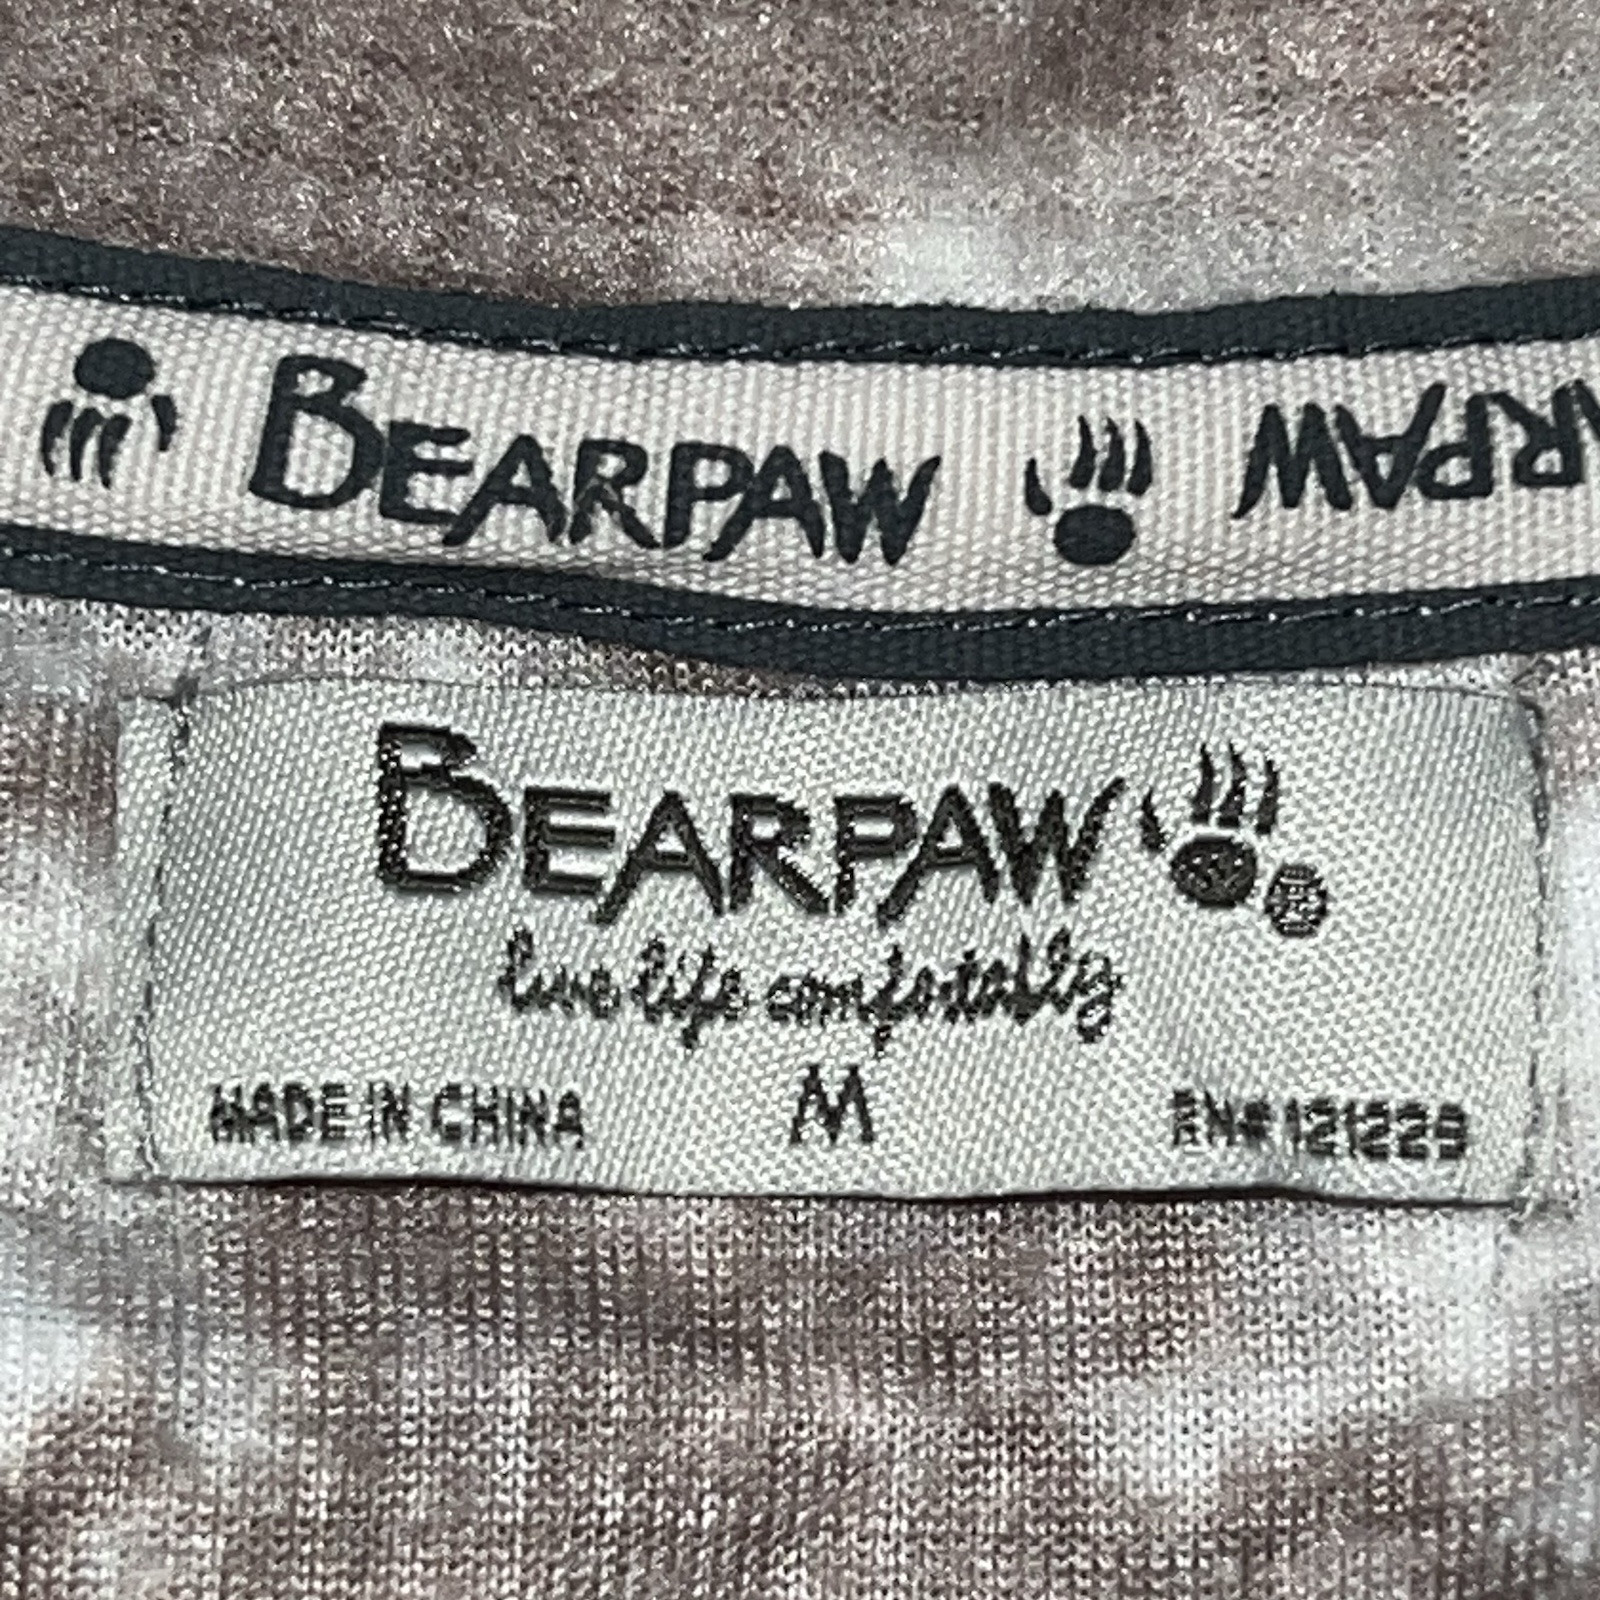 BEARPAW
RPAW
BEARPAW
live life comfortably
M
MADE IN CHINA
RN# 121229